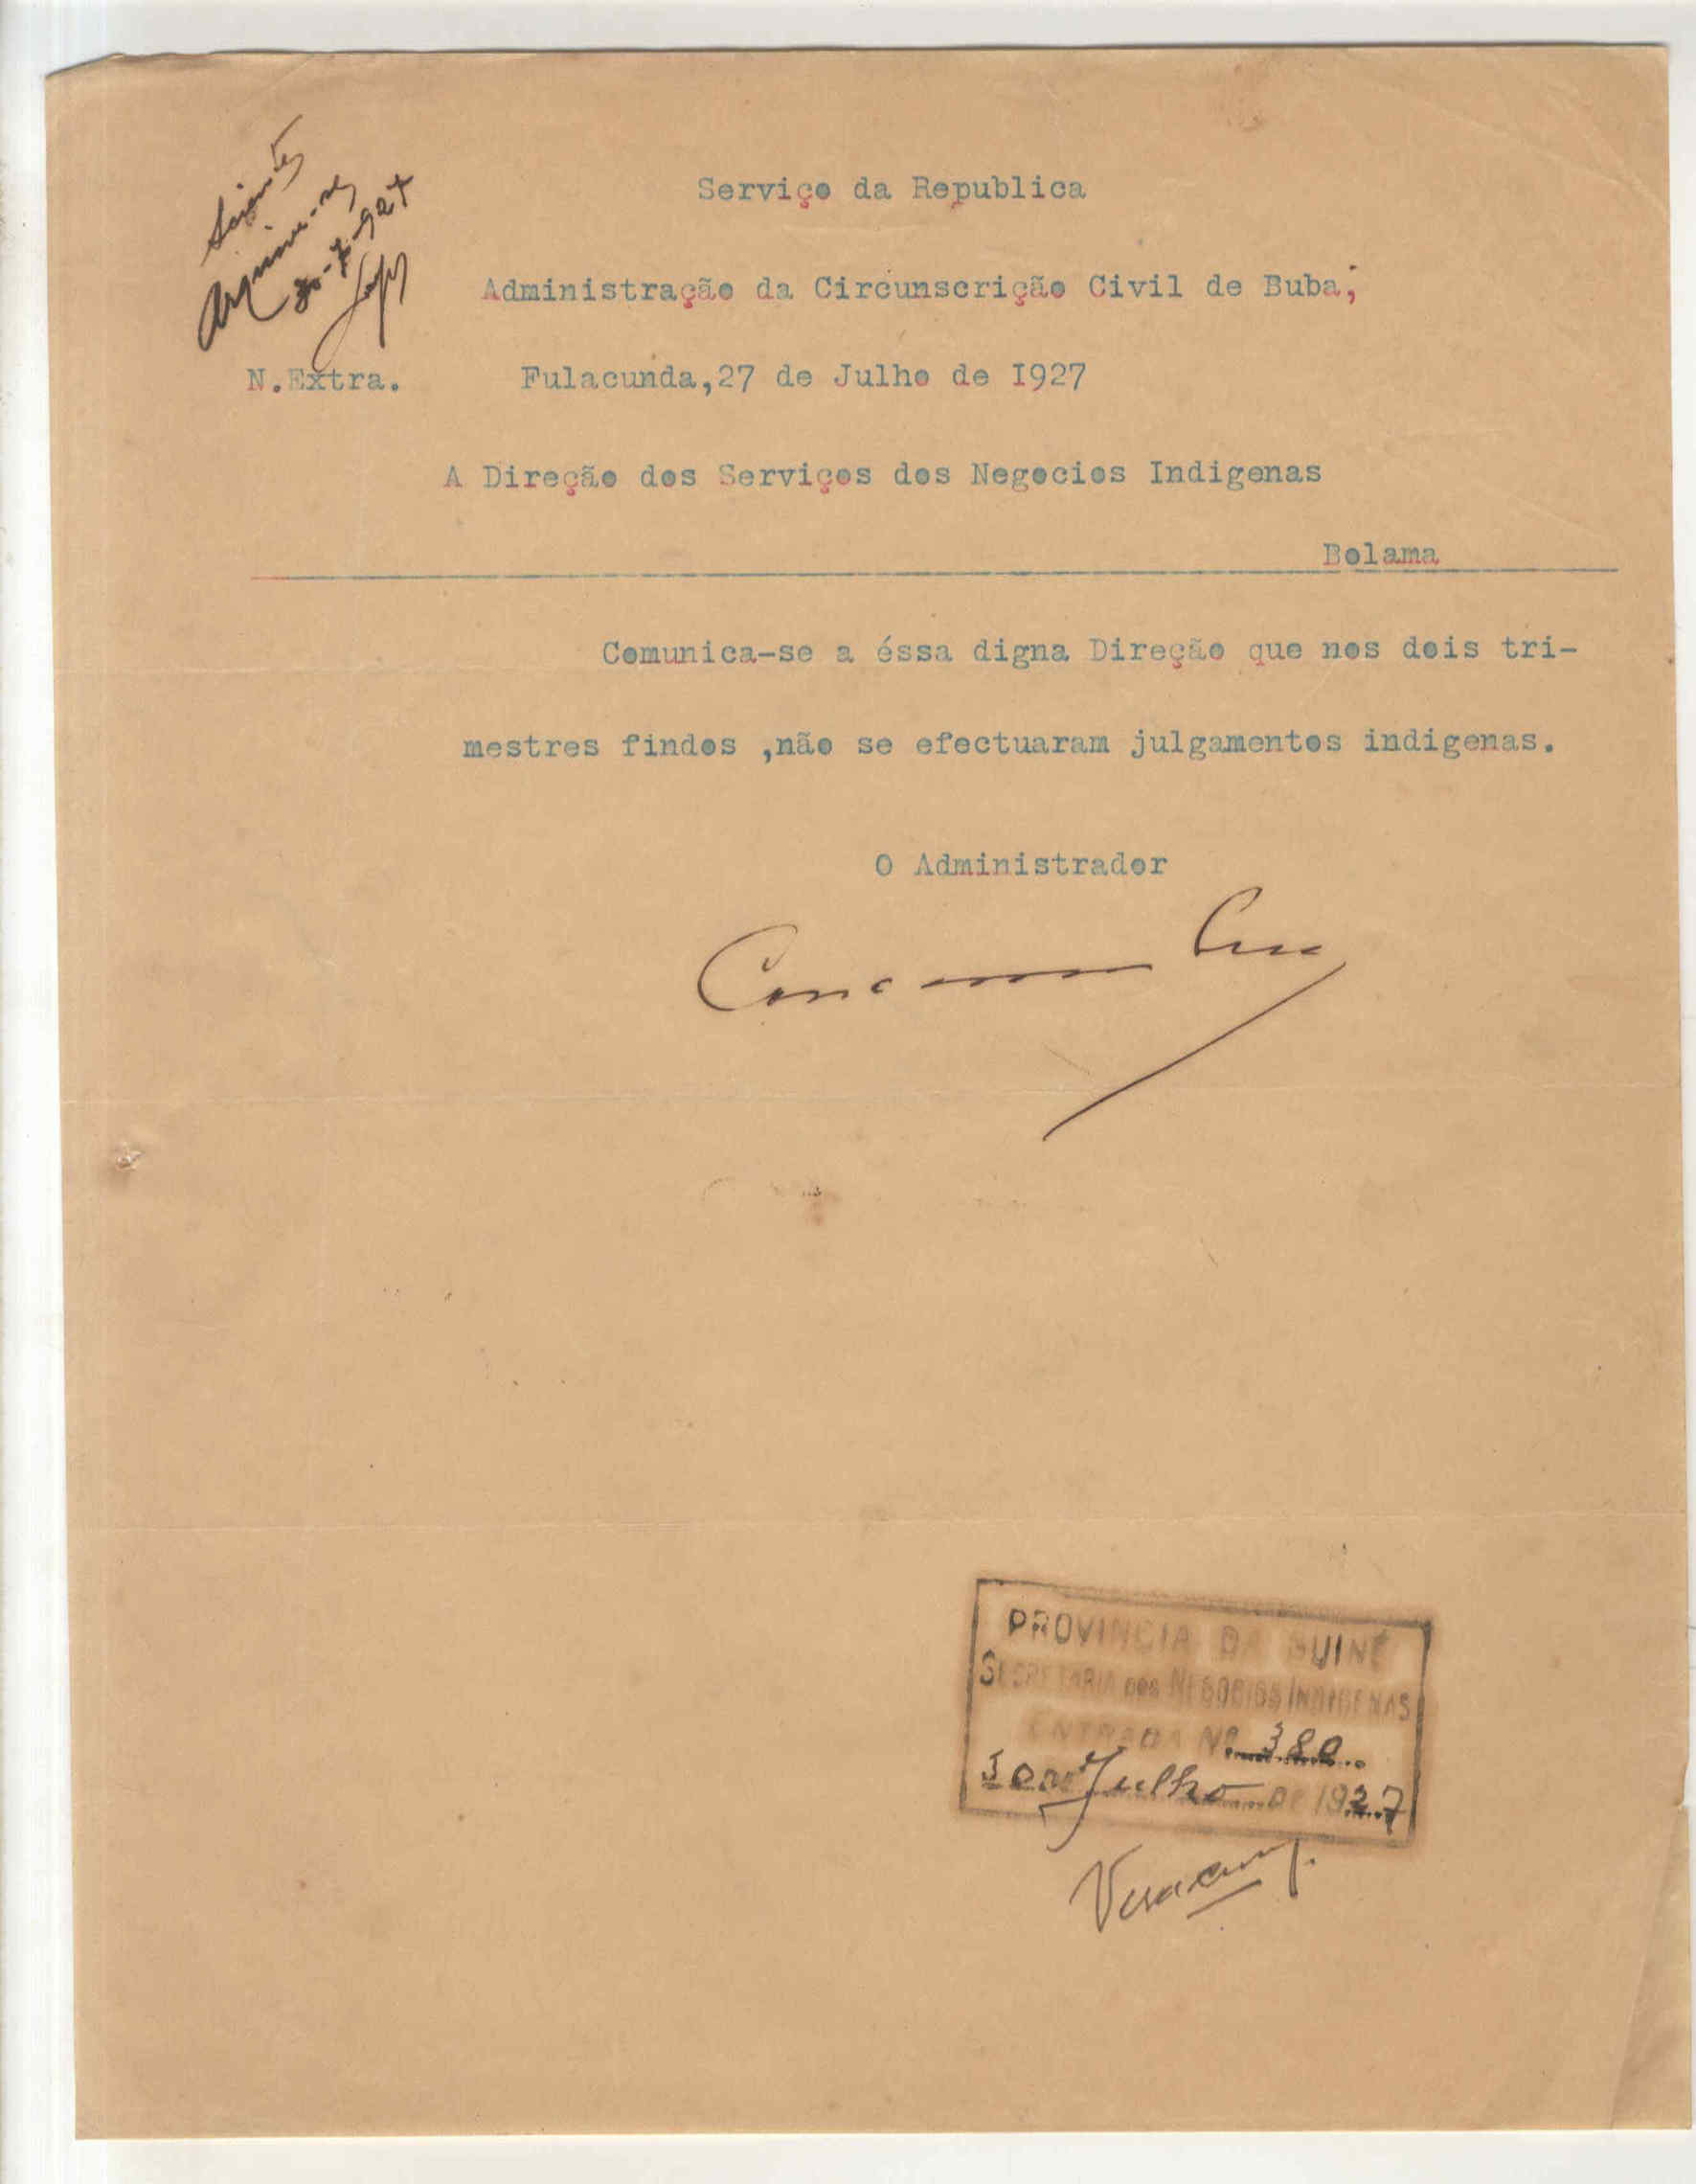 Arquive-se
30-7-927
Serviço da Republica
Administração da Circunscrição Civil de Buba;
N.Extra. Fulacunda,27 de Julho de I927
A Direção dos Serviços dos Negocios Indigenas
Bolama
Comunica-se a éssa digna Direção que nos dois tri-
mestres findos ,não se efectuaram julgamentos indigenas.
O Administrador
PROVINCIA DA GUINÉ
SECRETARIA DOS NEGOCIOS INDIGENAS
ENTRADA Nº 380
30 DE Julho DE 1927